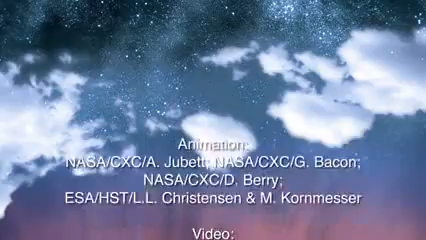 Animation:
NASA/CXC/A. Jubett; NASA/CXC/G. Bacon;
NASA/CXC/D. Berry;
ESA/HST/L.L. Christensen & M. Kornmesser
Video: